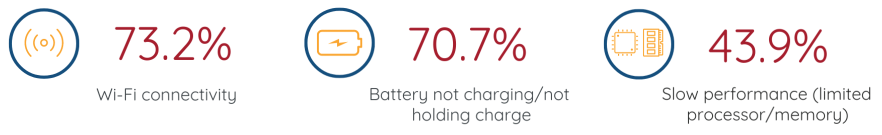 73.2%
Wi-Fi connectivity
70.7%
Battery not charging/not
holding charge
43.9%
Slow performance (limited
processor/memory)